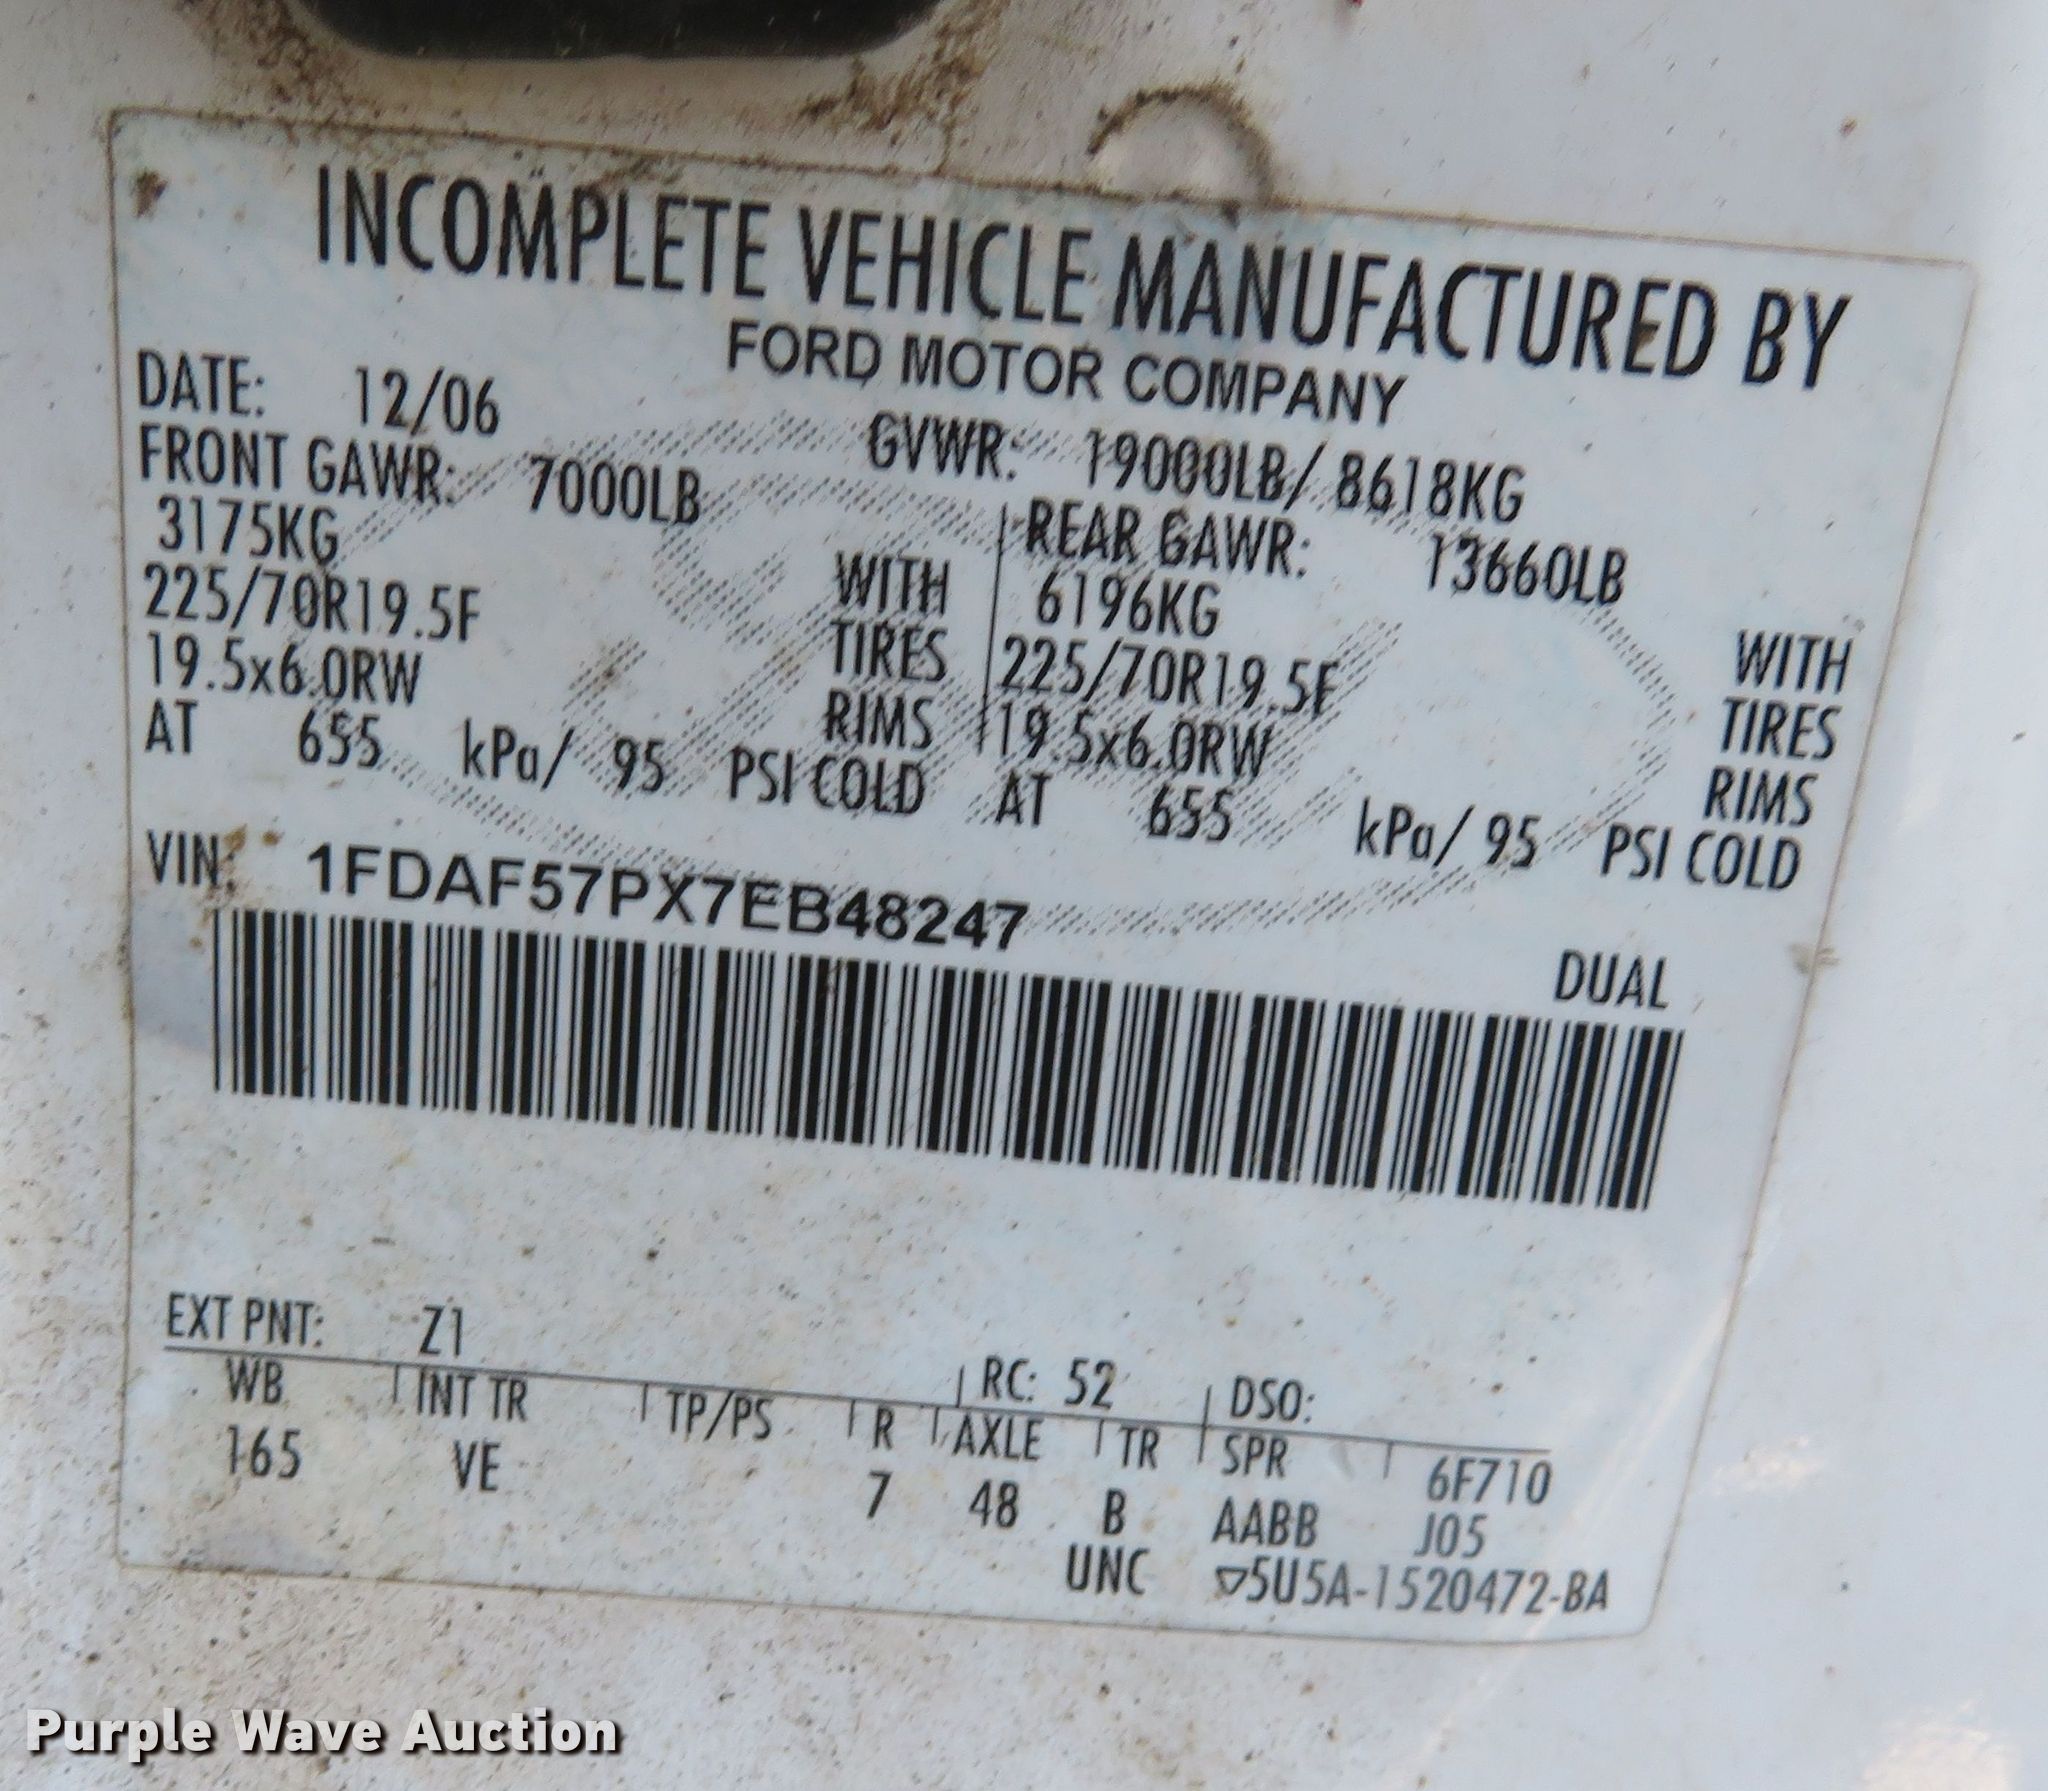 INCOMPLETE VEHICLE MANUFACTURED BY
FORD MOTOR COMPANY
DATE: 12/06
GVWR: 19000LB/ 8618KG
FRONT GAWR: 7000LB
3175KG WITH
225/70R19.5F TIRES
19.5x6.0RW RIMS
AT 655 kPa/ 95 PSI COLD
REAR GAWR: 13660LB
6196KG WITH
225/70R19.5F TIRES
19.5x6.0RW RIMS
AT 655 kPa/ 95 PSI COLD
VIN: 1FDAF57PX7EB48247
DUAL
EXT PNT: Z1 RC: 52 DSO:
WB INT TR TP/PS R AXLE TR SPR 6F710
165 VE 7 48 B AABB J05
UNC ▽5U5A-1520472-BA
Purple Wave Auction